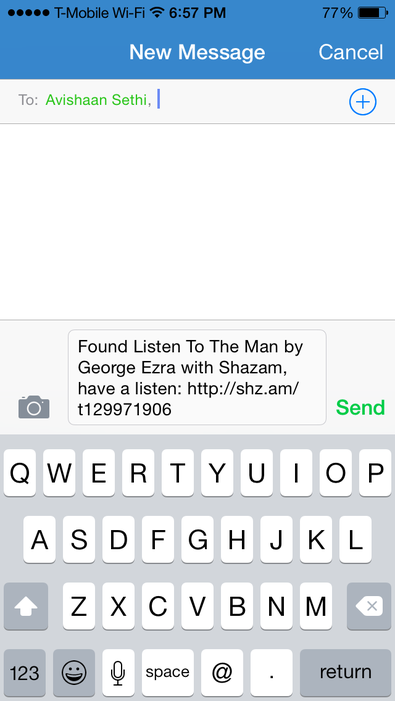 T-Mobile Wi-Fi 6:57 PM 77%
New Message Cancel
To: Avishaan Sethi,
Found Listen To The Man by
George Ezra with Shazam,
have a listen: http://shz.am/
t129971906
Send
Q W E R T Y U I O P
A S D F G H J K L
Z X C V B N M
123 space @ . return